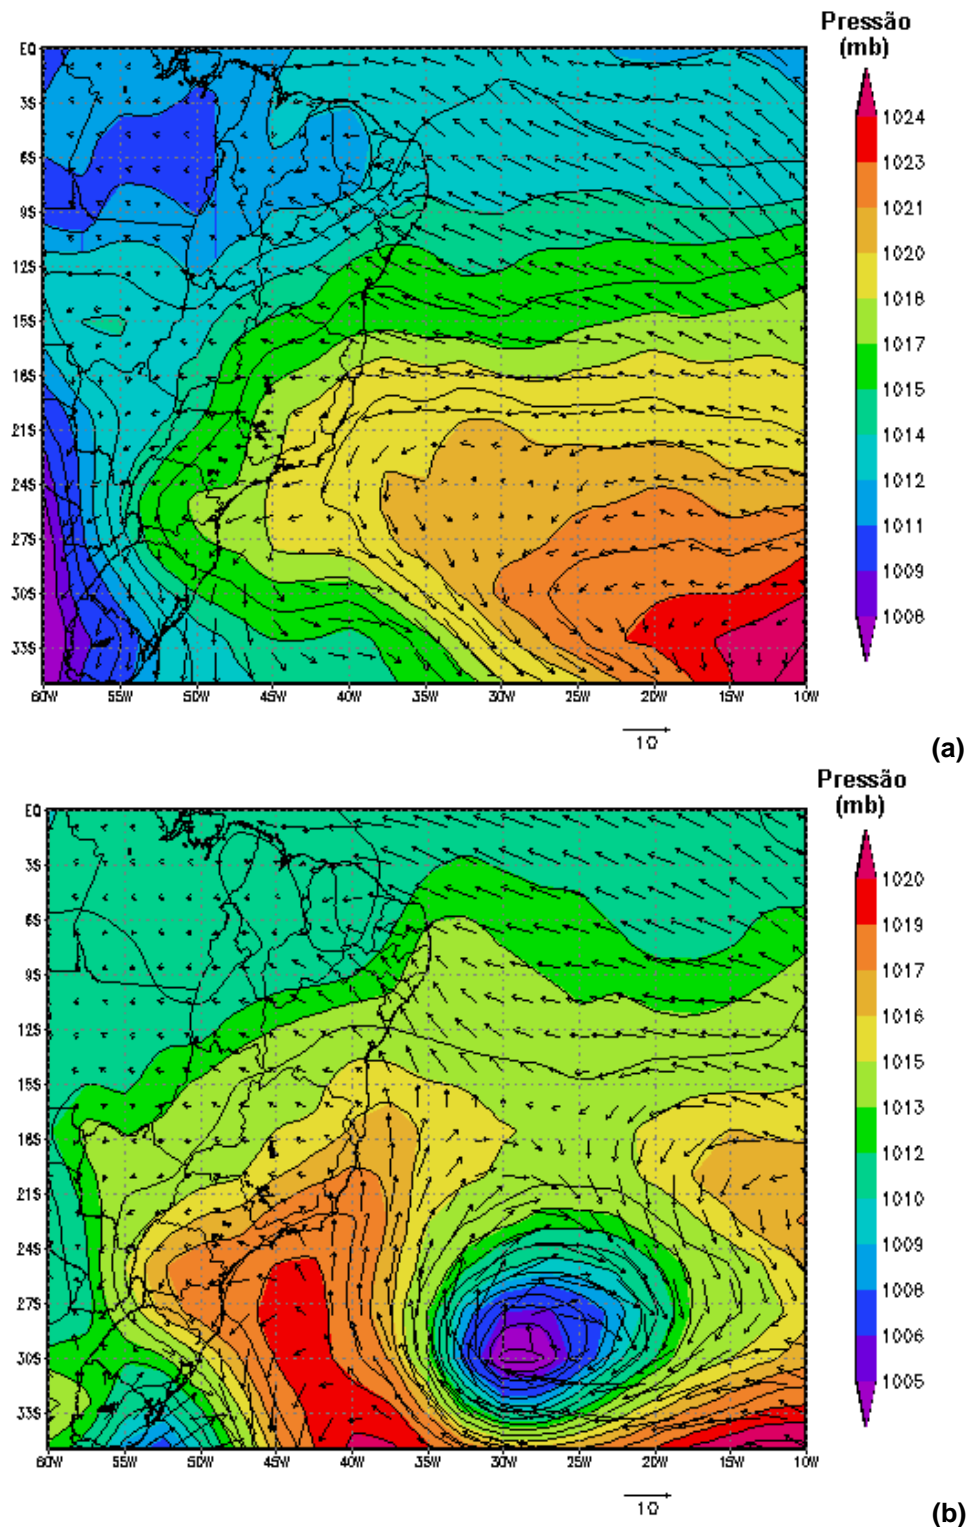 Pressão
(mb)
EQ
3S
6S
9S
12S
15S
18S
21S
24S
27S
30S
33S
1024
1023
1021
1020
1018
1017
1015
1014
1012
1011
1009
1008
60W 55W 50W 45W 40W 35W 30W 25W 20W 15W 10W
10
(a)
Pressão
(mb)
EQ
3S
6S
9S
12S
15S
18S
21S
24S
27S
30S
33S
1020
1019
1017
1016
1015
1013
1012
1010
1009
1008
1006
1005
60W 55W 50W 45W 40W 35W 30W 25W 20W 15W 10W
10
(b)